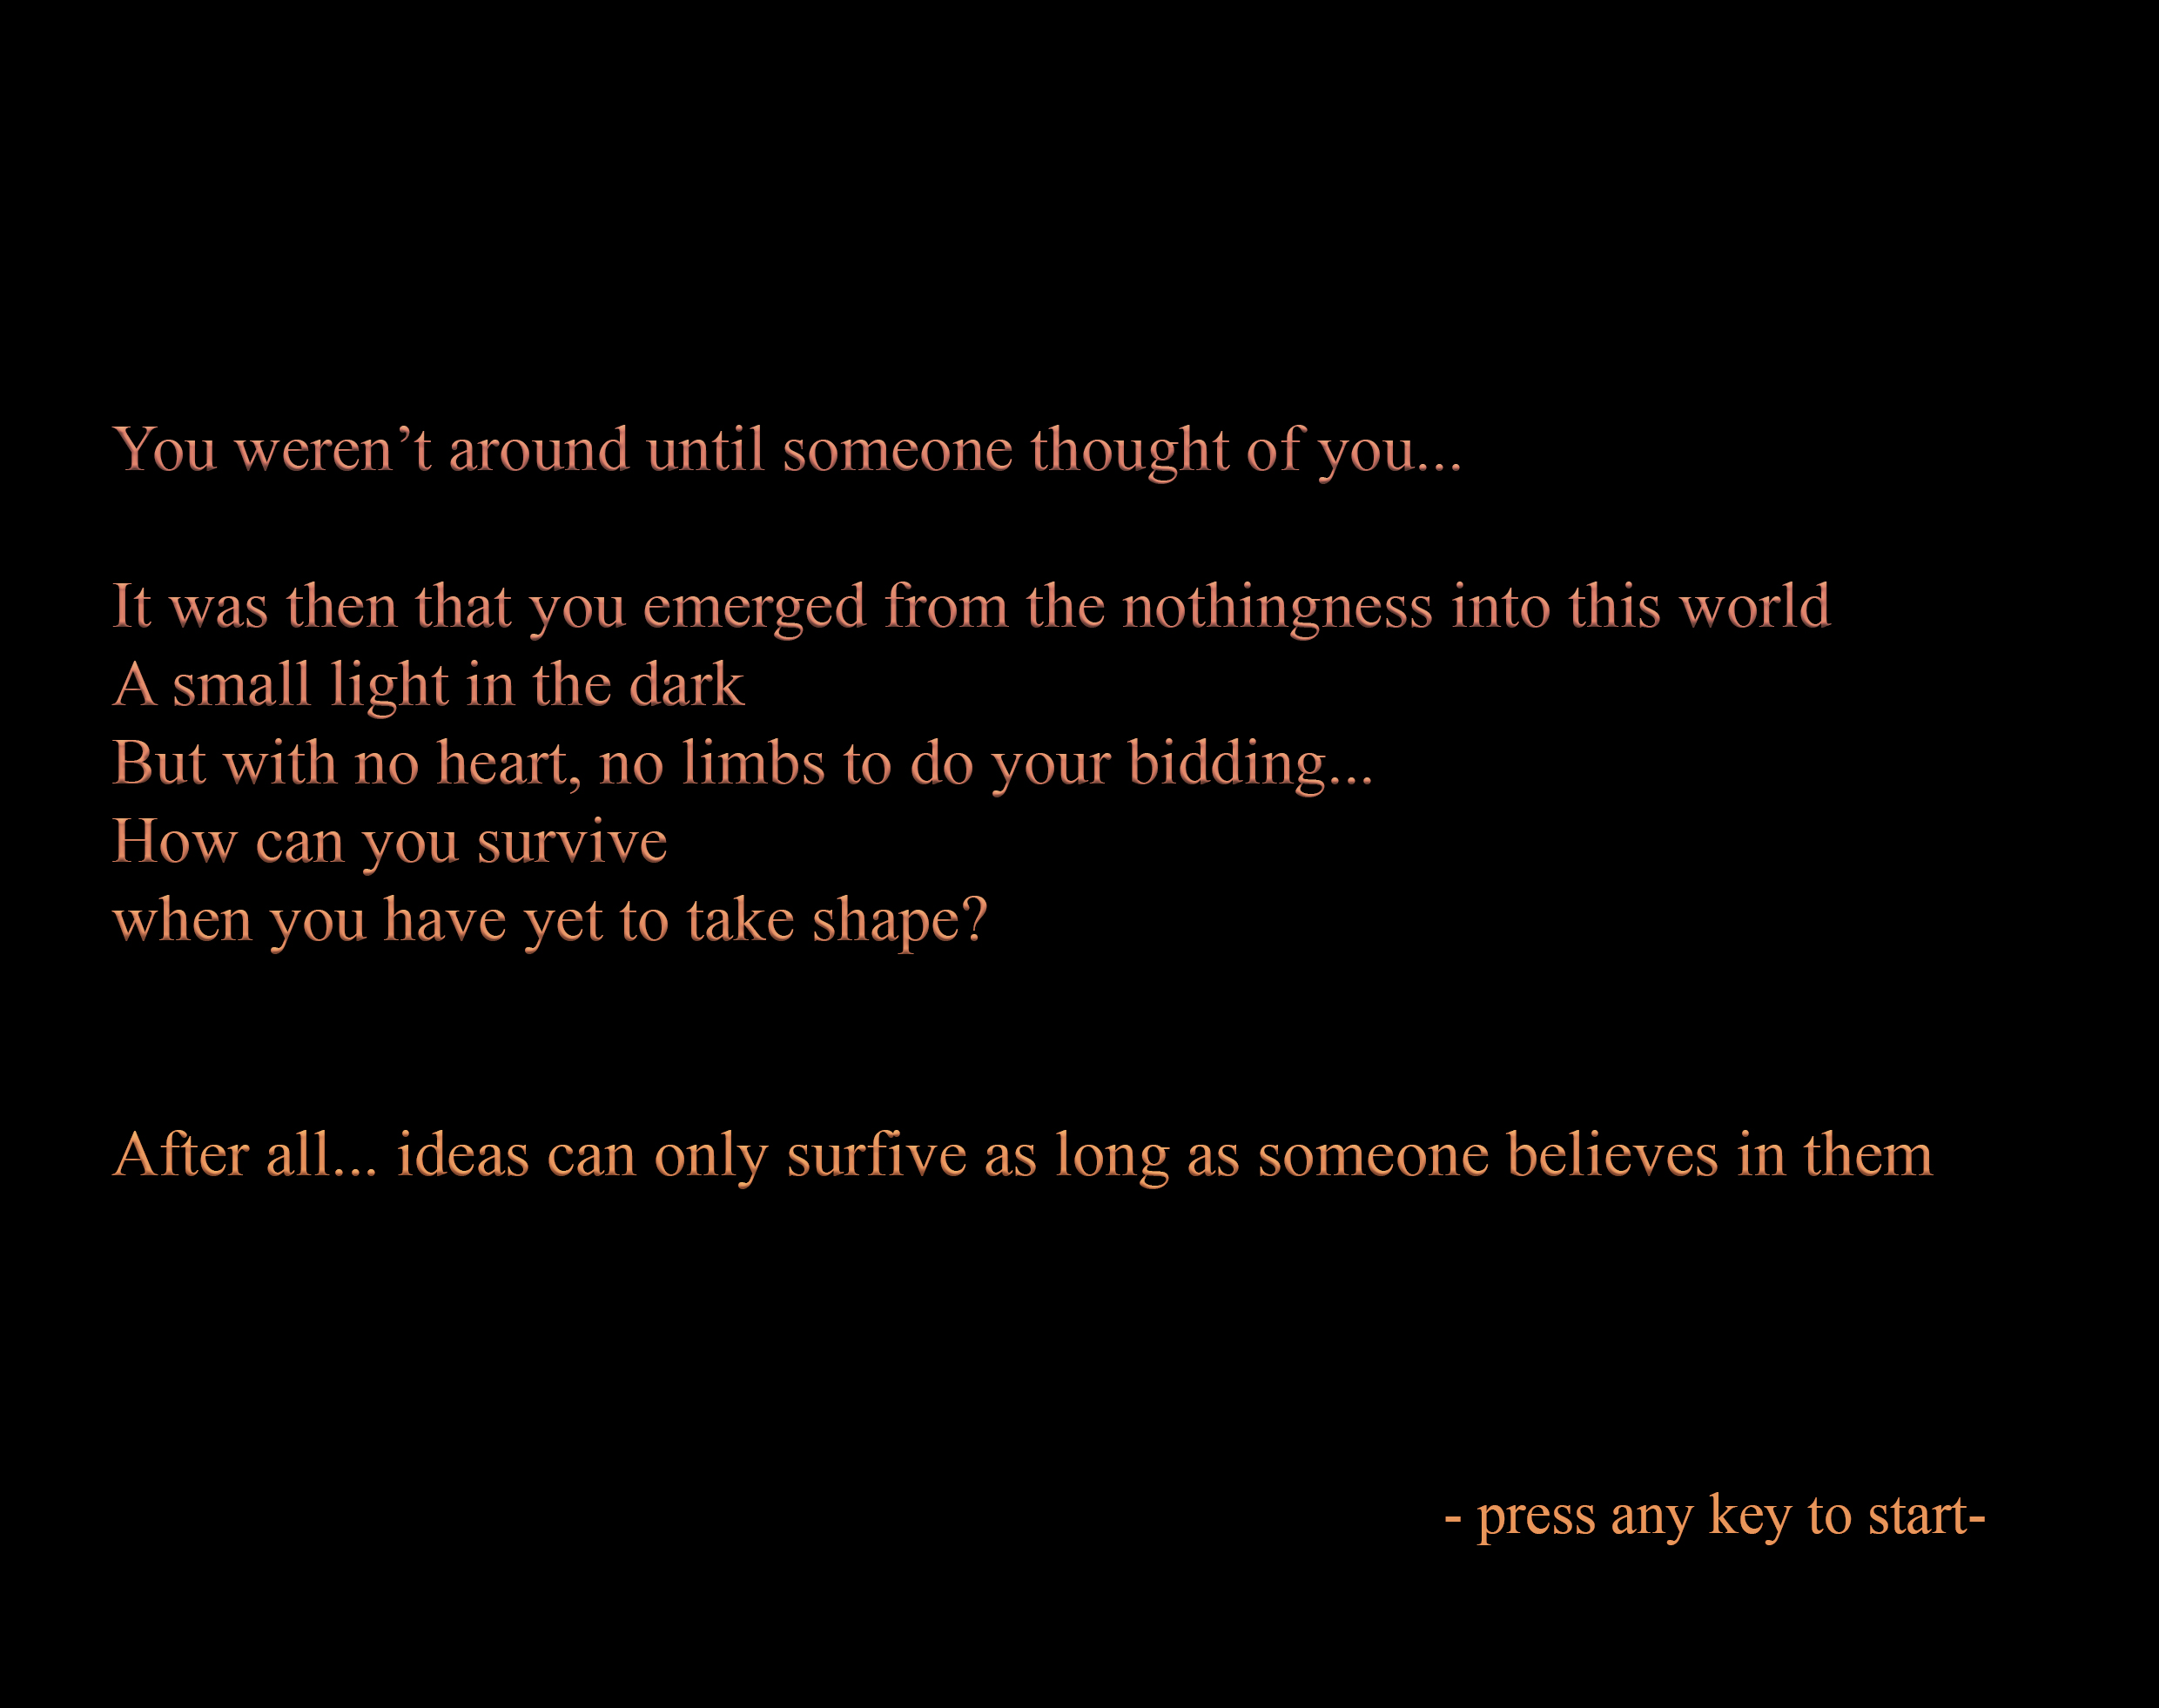 You weren’t around until someone thought of you...
It was then that you emerged from the nothingness into this world
A small light in the dark
But with no heart, no limbs to do your bidding...
How can you survive
when you have yet to take shape?
After all... ideas can only surfive as long as someone believes in them
- press any key to start-